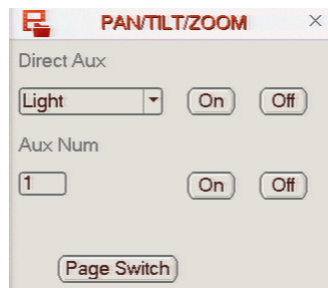 PAN/TILT/ZOOM
Direct Aux
Light On Off
Aux Num
1 On Off
Page Switch